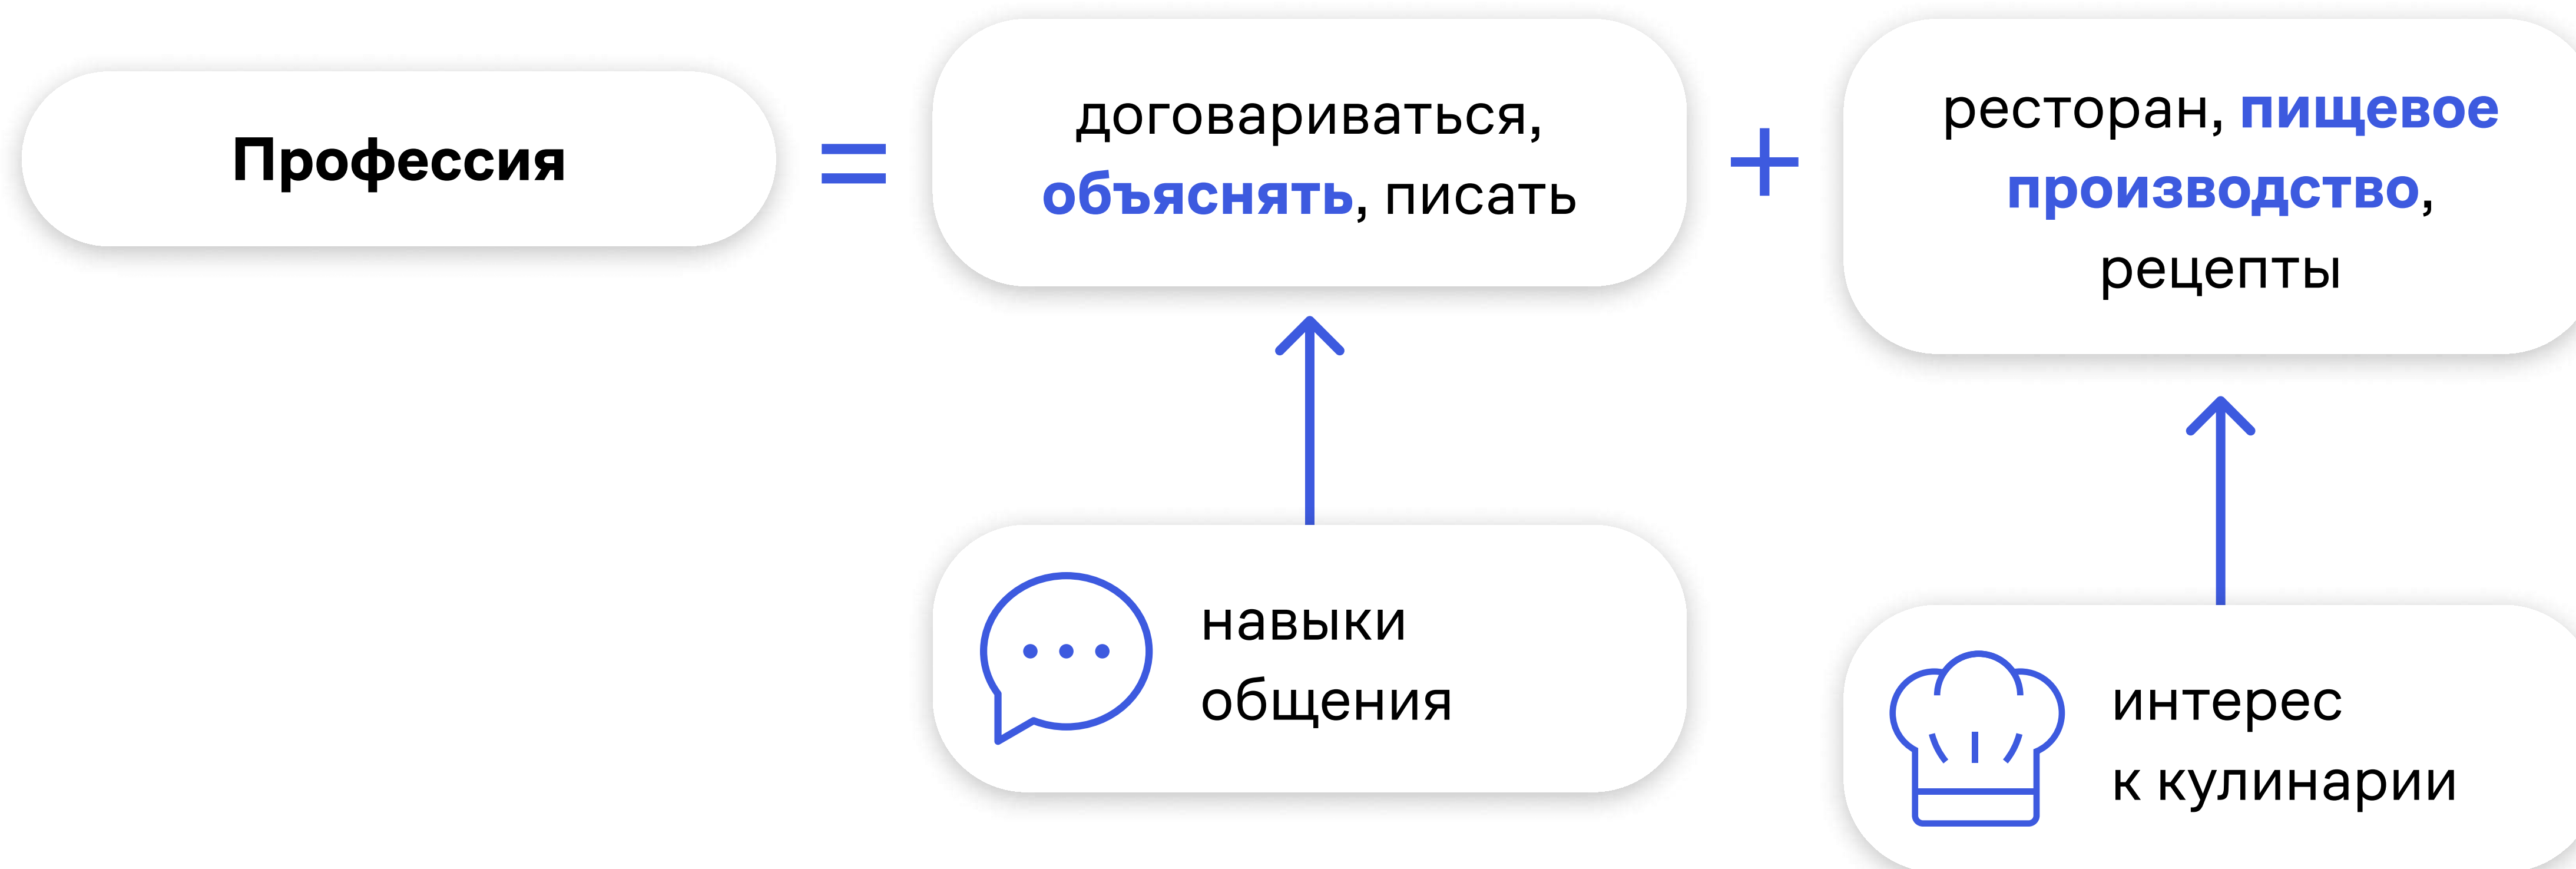 Профессия
=
договариваться,
объяснять, писать
+
ресторан, пищевое
производство,
рецепты
навыки
общения
интерес
к кулинарии